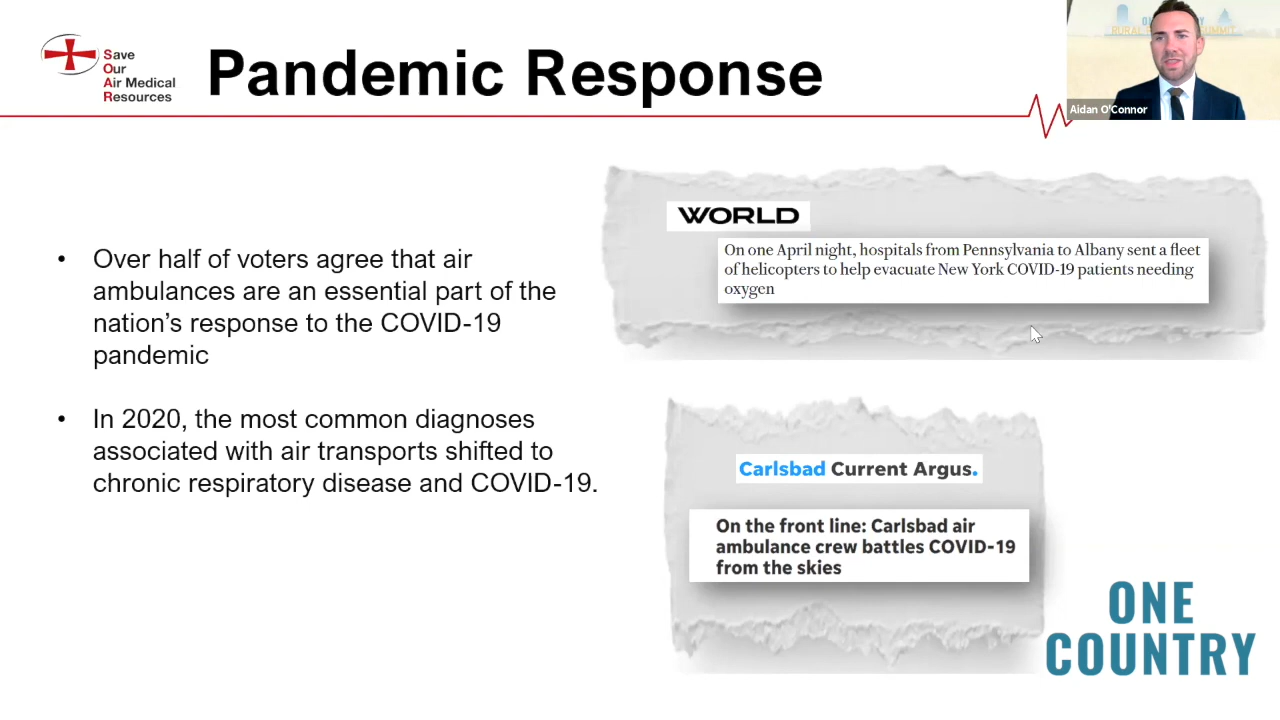 Save
Our
Air Medical
Resources
Pandemic Response
Aidan O'Connor
• Over half of voters agree that air
ambulances are an essential part of the
nation’s response to the COVID-19
pandemic
• In 2020, the most common diagnoses
associated with air transports shifted to
chronic respiratory disease and COVID-19.
WORLD
On one April night, hospitals from Pennsylvania to Albany sent a fleet
of helicopters to help evacuate New York COVID-19 patients needing
oxygen
Carlsbad Current Argus.
On the front line: Carlsbad air
ambulance crew battles COVID-19
from the skies
ONE
COUNTRY